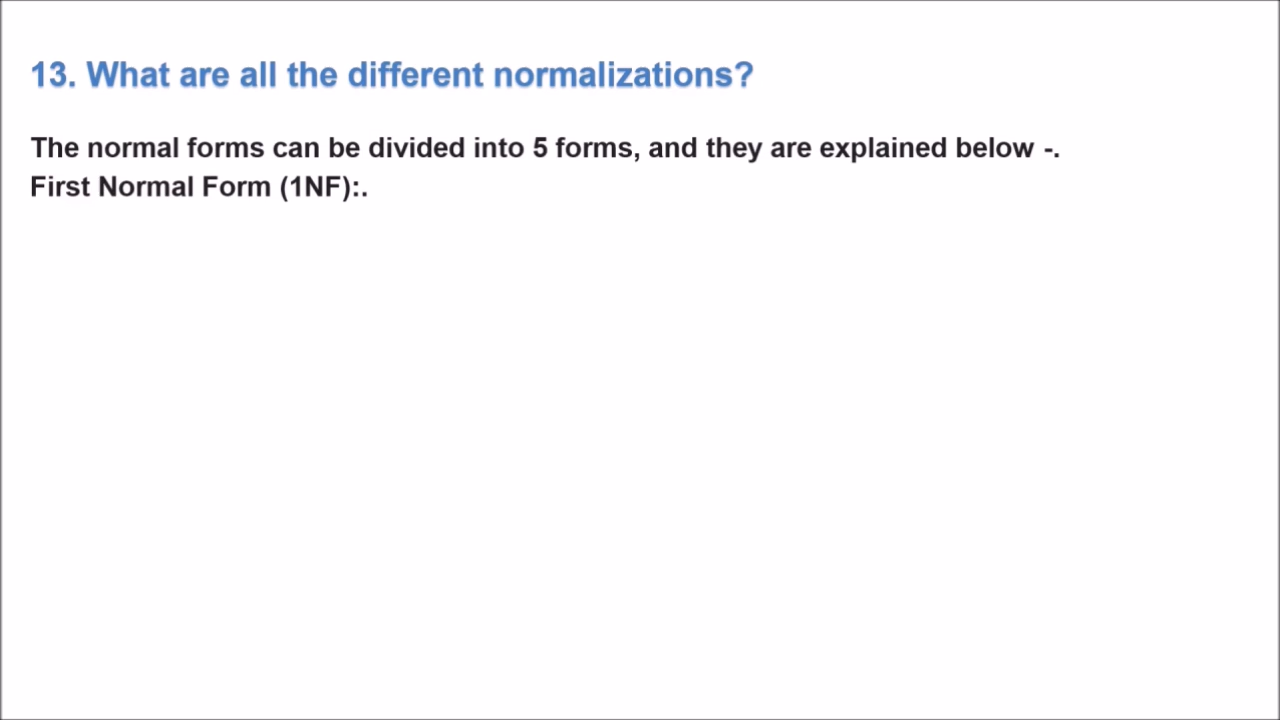 13. What are all the different normalizations?
The normal forms can be divided into 5 forms, and they are explained below -.
First Normal Form (1NF):.